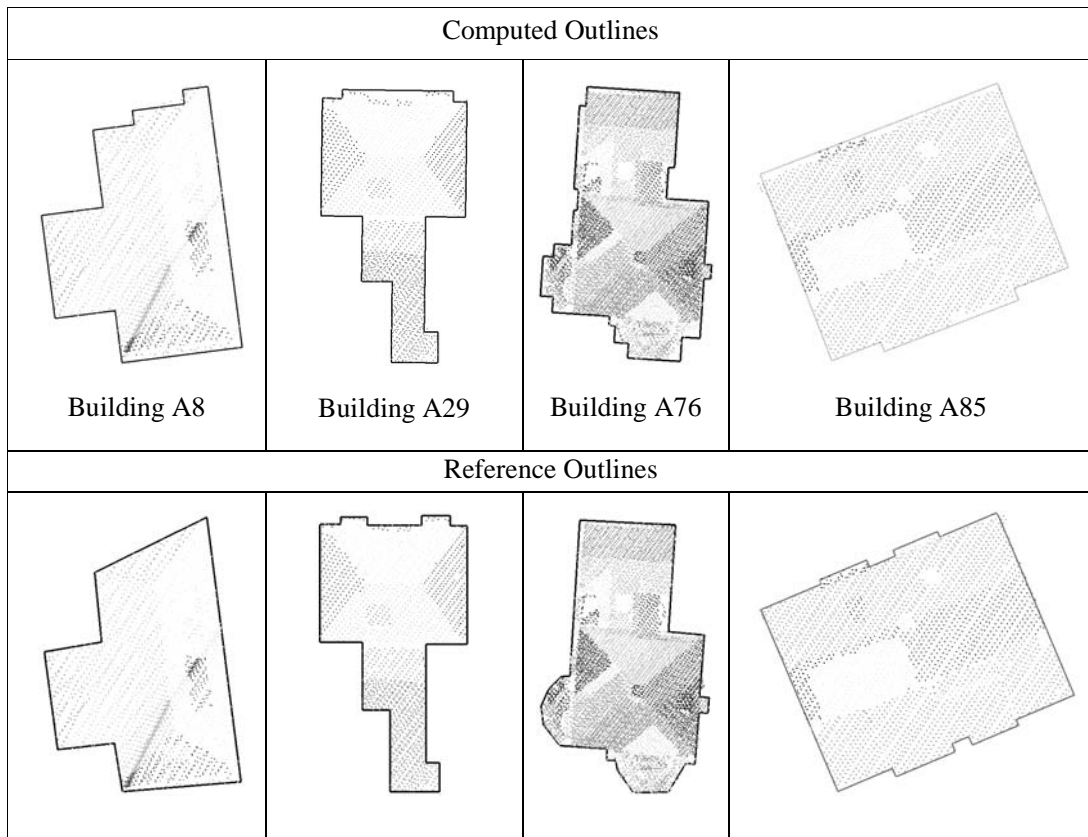 Computed Outlines
Building A8
Building A29
Building A76
Building A85
Reference Outlines